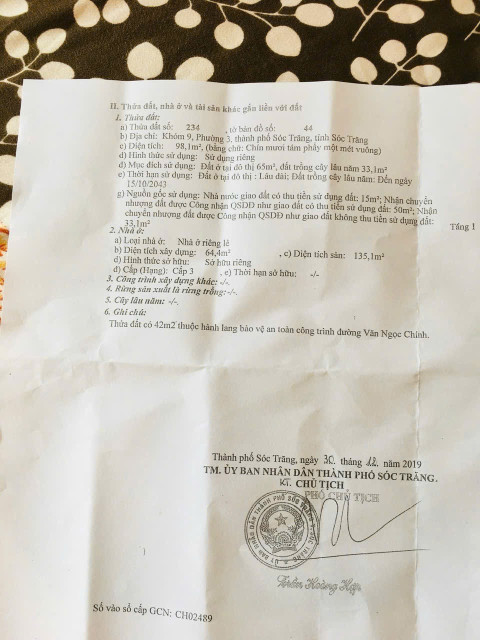 II. Thửa đất, nhà ở và tài sản khác gắn liền với đất
1. Thửa đất:
a) Thửa đất số: 234 , tờ bản đồ số: 44
b) Địa chỉ: Khóm 9, Phường 3, thành phố Sóc Trăng, tỉnh Sóc Trăng
c) Diện tích: 98,1m², (bằng chữ: Chín mươi tám phẩy một mét vuông)
d) Hình thức sử dụng: Sử dụng riêng
đ) Mục đích sử dụng: Đất ở tại đô thị 65m², đất trồng cây lâu năm 33,1m²
e) Thời hạn sử dụng: Đất ở tại đô thị : Lâu dài; Đất trồng cây lâu năm: Đến ngày
15/10/2043
g) Nguồn gốc sử dụng: Nhà nước giao đất có thu tiền sử dụng đất: 15m²; Nhận chuyển
nhượng đất được Công nhận QSDĐ như giao đất có thu tiền sử dụng đất: 50m²; Nhận
chuyển nhượng đất được Công nhận QSDĐ như giao đất không thu tiền sử dụng đất:
33,1m²
Tầng 1
2. Nhà ở:
a) Loại nhà ở: Nhà ở riêng lẻ
b) Diện tích xây dựng: 64,4m² , c) Diện tích sàn: 135,1m²
d) Hình thức sở hữu: Sở hữu riêng
đ) Cấp (Hạng): Cấp 3 , e) Thời hạn sở hữu: -/-
3. Công trình xây dựng khác: -/-
4. Rừng sản xuất là rừng trồng: -/-
5. Cây lâu năm: -/-
6. Ghi chú:
Thửa đất có 42m2 thuộc hành lang bảo vệ an toàn công trình đường Văn Ngọc Chính.
Thành phố Sóc Trăng, ngày 30 tháng 12 năm 2019
TM. ỦY BAN NHÂN DÂN THÀNH PHỐ SÓC TRĂNG
KT. CHỦ TỊCH
PHÓ CHỦ TỊCH
Trần Hoàng Hợp
Số vào sổ cấp GCN: CH02489